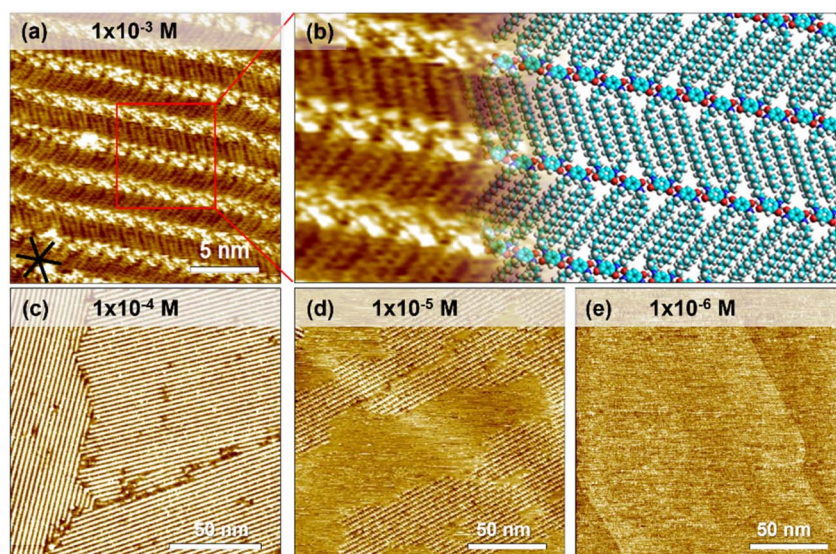 (a) 1x10⁻³ M
(b)
5 nm
(c) 1x10⁻⁴ M
(d) 1x10⁻⁵ M
(e) 1x10⁻⁶ M
50 nm
50 nm
50 nm